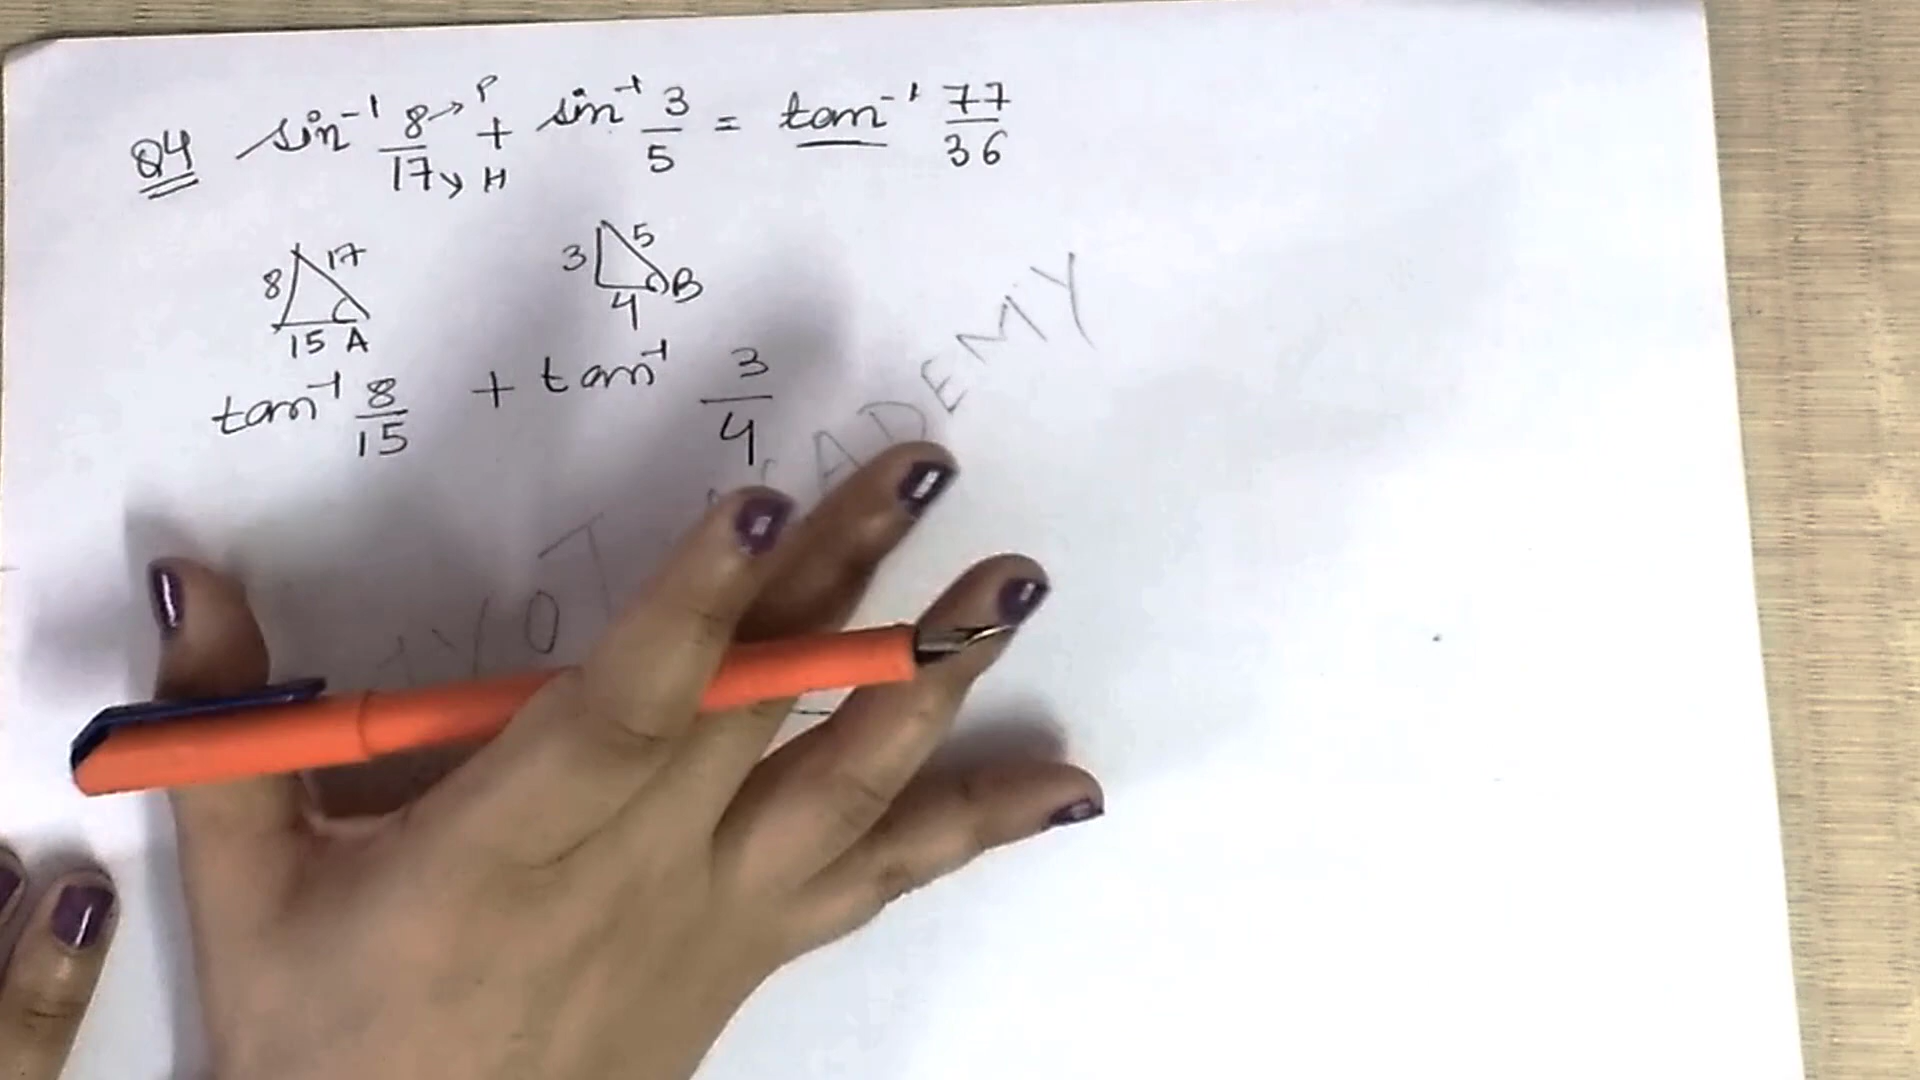 Q4 sin⁻¹ 8/17 → P → H + sin⁻¹ 3/5 = tan⁻¹ 77/36
8 17 15 A
3 5 4 B
tan⁻¹ 8/15 + tan⁻¹ 3/4